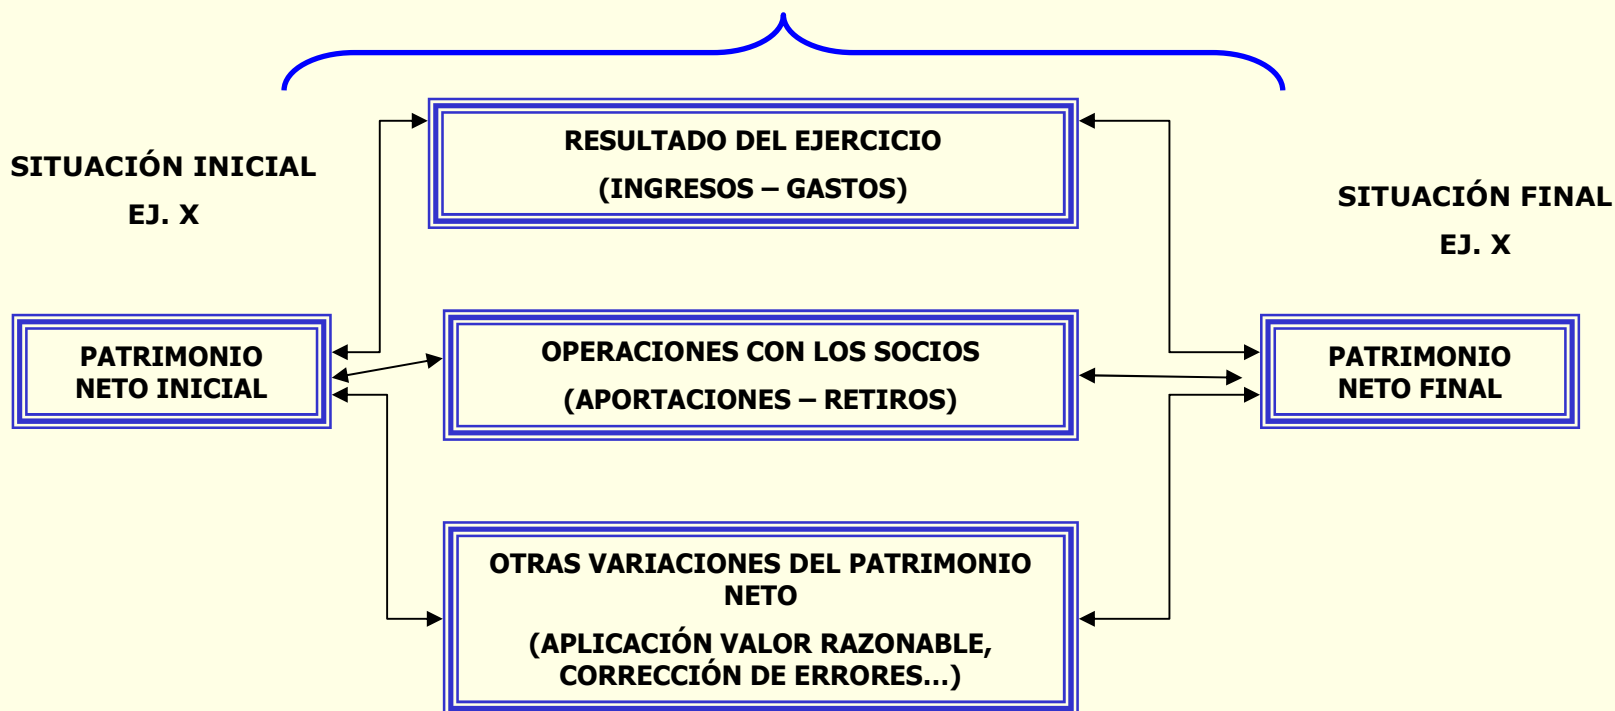 RESULTADO DEL EJERCICIO
(INGRESOS – GASTOS)
SITUACIÓN INICIAL
EJ. X
SITUACIÓN FINAL
EJ. X
PATRIMONIO
NETO INICIAL
OPERACIONES CON LOS SOCIOS
(APORTACIONES – RETIROS)
PATRIMONIO
NETO FINAL
OTRAS VARIACIONES DEL PATRIMONIO
NETO
(APLICACIÓN VALOR RAZONABLE,
CORRECCIÓN DE ERRORES...)